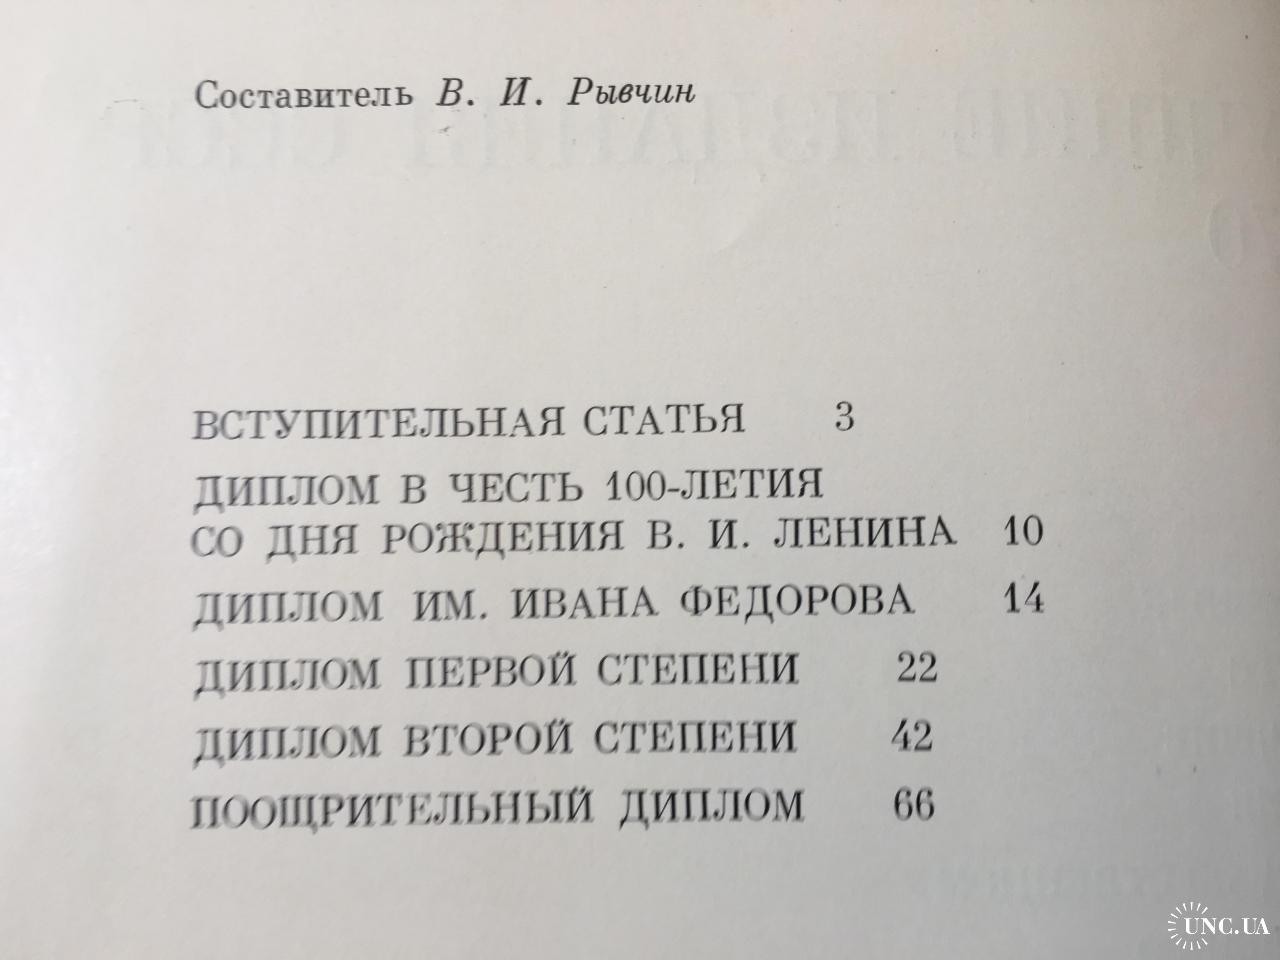 Составитель В. И. Рывчин
ВСТУПИТЕЛЬНАЯ СТАТЬЯ 3
ДИПЛОМ В ЧЕСТЬ 100-ЛЕТИЯ
СО ДНЯ РОЖДЕНИЯ В. И. ЛЕНИНА 10
ДИПЛОМ ИМ. ИВАНА ФЕДОРОВА 14
ДИПЛОМ ПЕРВОЙ СТЕПЕНИ 22
ДИПЛОМ ВТОРОЙ СТЕПЕНИ 42
ПООЩРИТЕЛЬНЫЙ ДИПЛОМ 66
UNC.UA